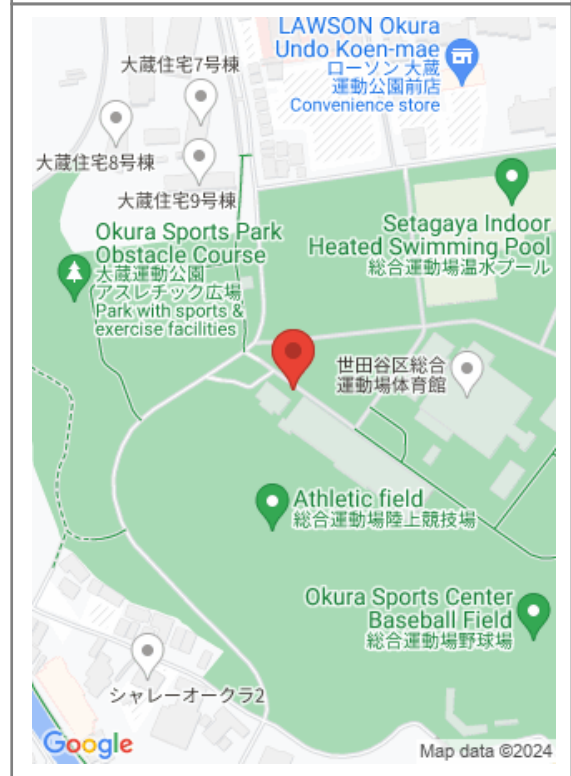 LAWSON Okura
Undo Koen-mae
ローソン 大蔵
運動公園前店
Convenience store
大蔵住宅7号棟
大蔵住宅8号棟
大蔵住宅9号棟
Okura Sports Park
Obstacle Course
大蔵運動公園
アスレチック広場
Park with sports &
exercise facilities
Setagaya Indoor
Heated Swimming Pool
総合運動場温水プール
世田谷区総合
運動場体育館
Athletic field
総合運動場陸上競技場
Okura Sports Center
Baseball Field
総合運動場野球場
シャレーオークラ2
Google
Map data ©2024